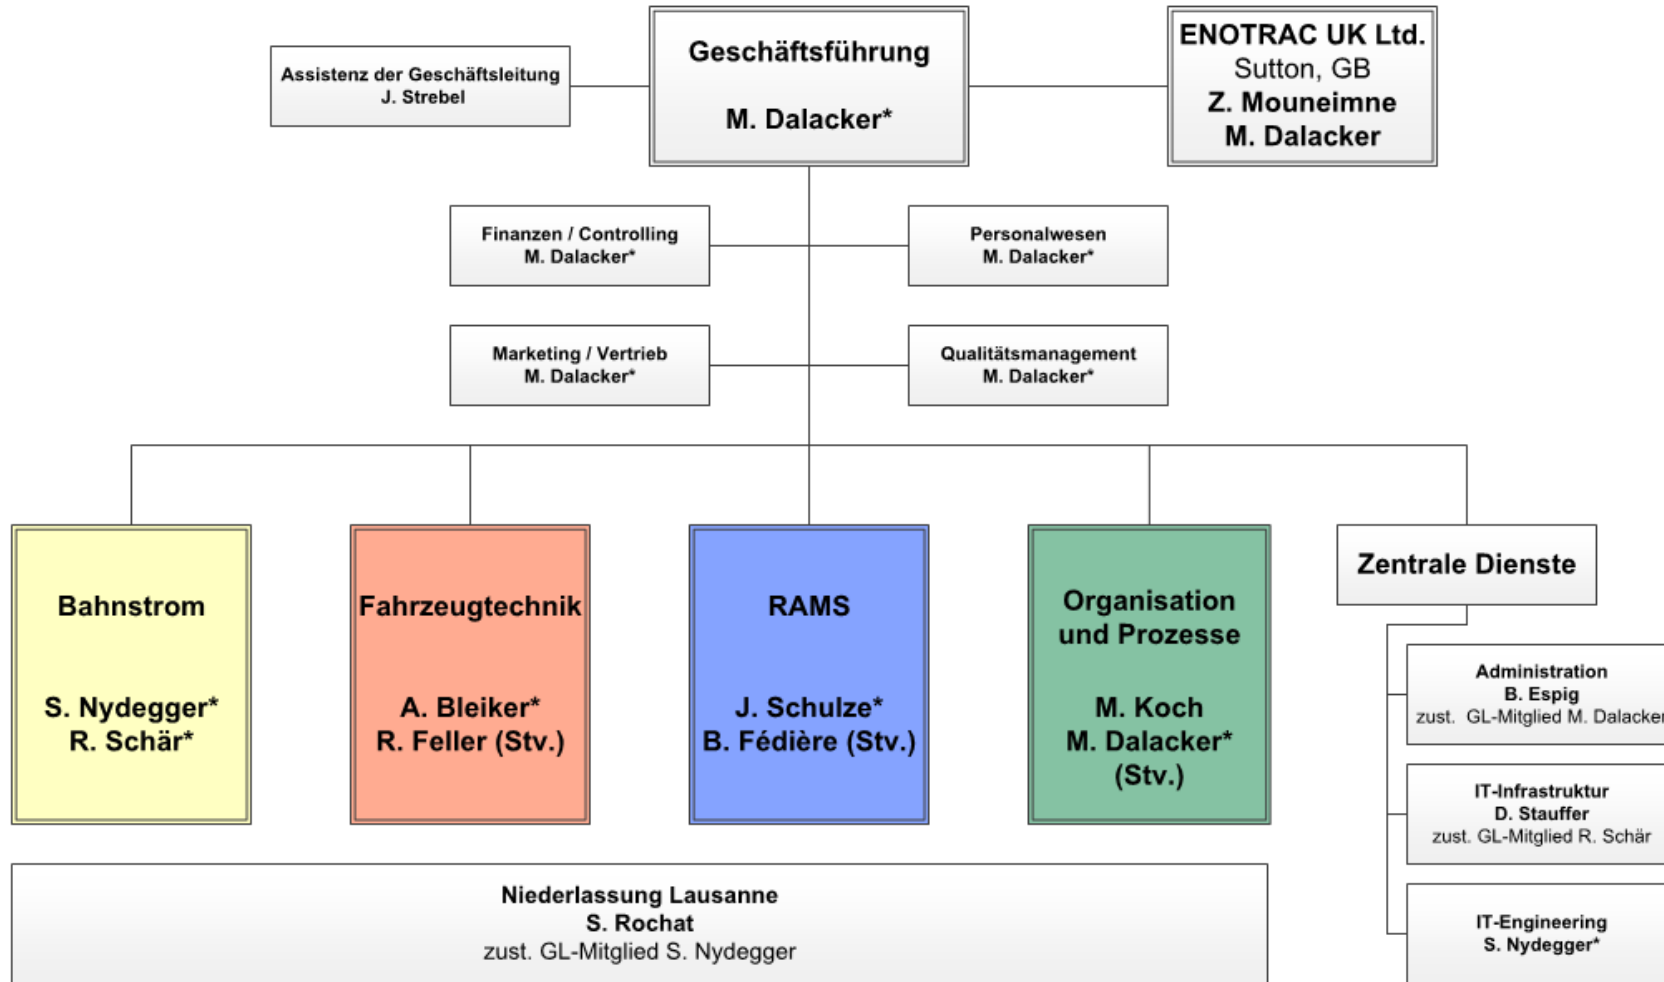 Geschäftsführung
M. Dalacker*
Assistenz der Geschäftsleitung
J. Strebel
ENOTRAC UK Ltd.
Sutton, GB
Z. Mouneimne
M. Dalacker
Finanzen / Controlling
M. Dalacker*
Personalwesen
M. Dalacker*
Marketing / Vertrieb
M. Dalacker*
Qualitätsmanagement
M. Dalacker*
Bahnstrom
S. Nydegger*
R. Schär*
Fahrzeugtechnik
A. Bleiker*
R. Feller (Stv.)
RAMS
J. Schulze*
B. Fédière (Stv.)
Organisation
und Prozesse
M. Koch
M. Dalacker*
(Stv.)
Zentrale Dienste
Administration
B. Espig
zust. GL-Mitglied M. Dalacker
IT-Infrastruktur
D. Stauffer
zust. GL-Mitglied R. Schär
IT-Engineering
S. Nydegger*
Niederlassung Lausanne
S. Rochat
zust. GL-Mitglied S. Nydegger